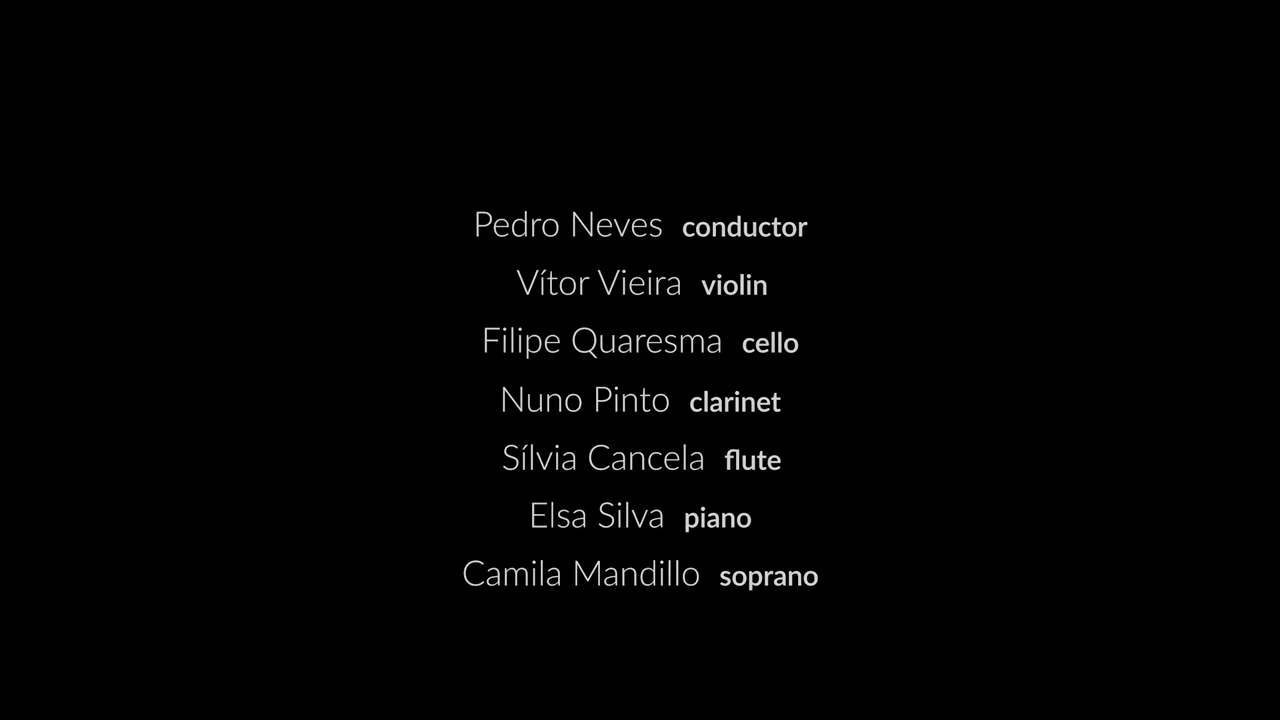 Pedro Neves conductor
Vítor Vieira violin
Filipe Quaresma cello
Nuno Pinto clarinet
Sílvia Cancela flute
Elsa Silva piano
Camila Mandillo soprano